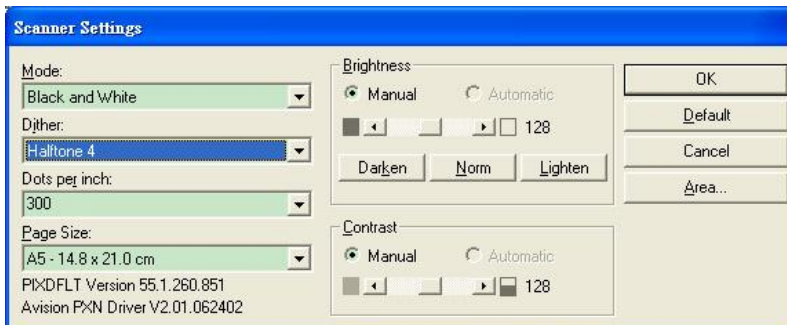 Scanner Settings
Mode:
Black and White
Dither:
Halftone 4
Dots per inch:
300
Page Size:
A5 - 14.8 x 21.0 cm
PIXDFLT Version 55.1.260.851
Avision PXN Driver V2.01.062402
Brightness
Manual
Automatic
128
Darken
Norm
Lighten
Contrast
Manual
Automatic
128
OK
Default
Cancel
Area...